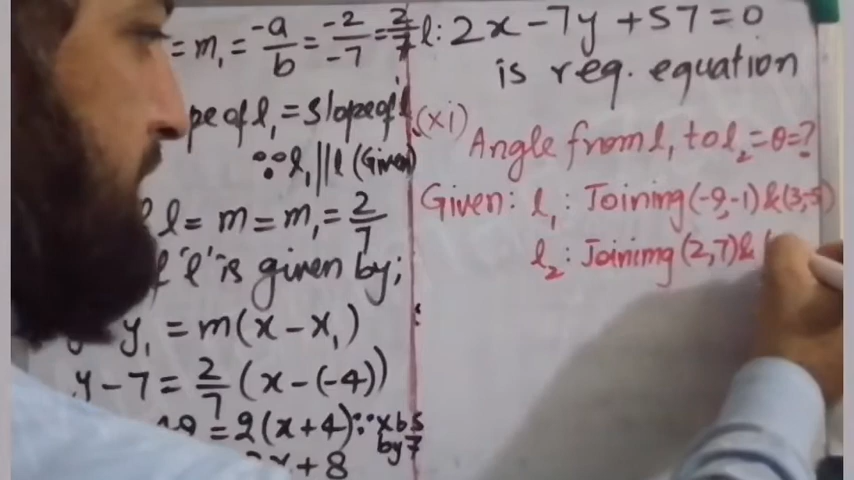 = m₁ = -a/b = -2/-7 = 2/7
pe of l₁ = slope of l
∵ l₁ || l (Given)
l = m = m₁ = 2/7
f 'l' is given by;
y₁ = m(x - x₁)
y - 7 = 2/7 (x - (-4))
= 2(x + 4) ∵ xbs
by 7
+ 8
l: 2x - 7y + 57 = 0
is req. equation
(xi) Angle from l₁ to l₂ = θ = ?
Given: l₁: Joining (-9,-1) & (3,-5)
l₂: Joining (2,7) & (